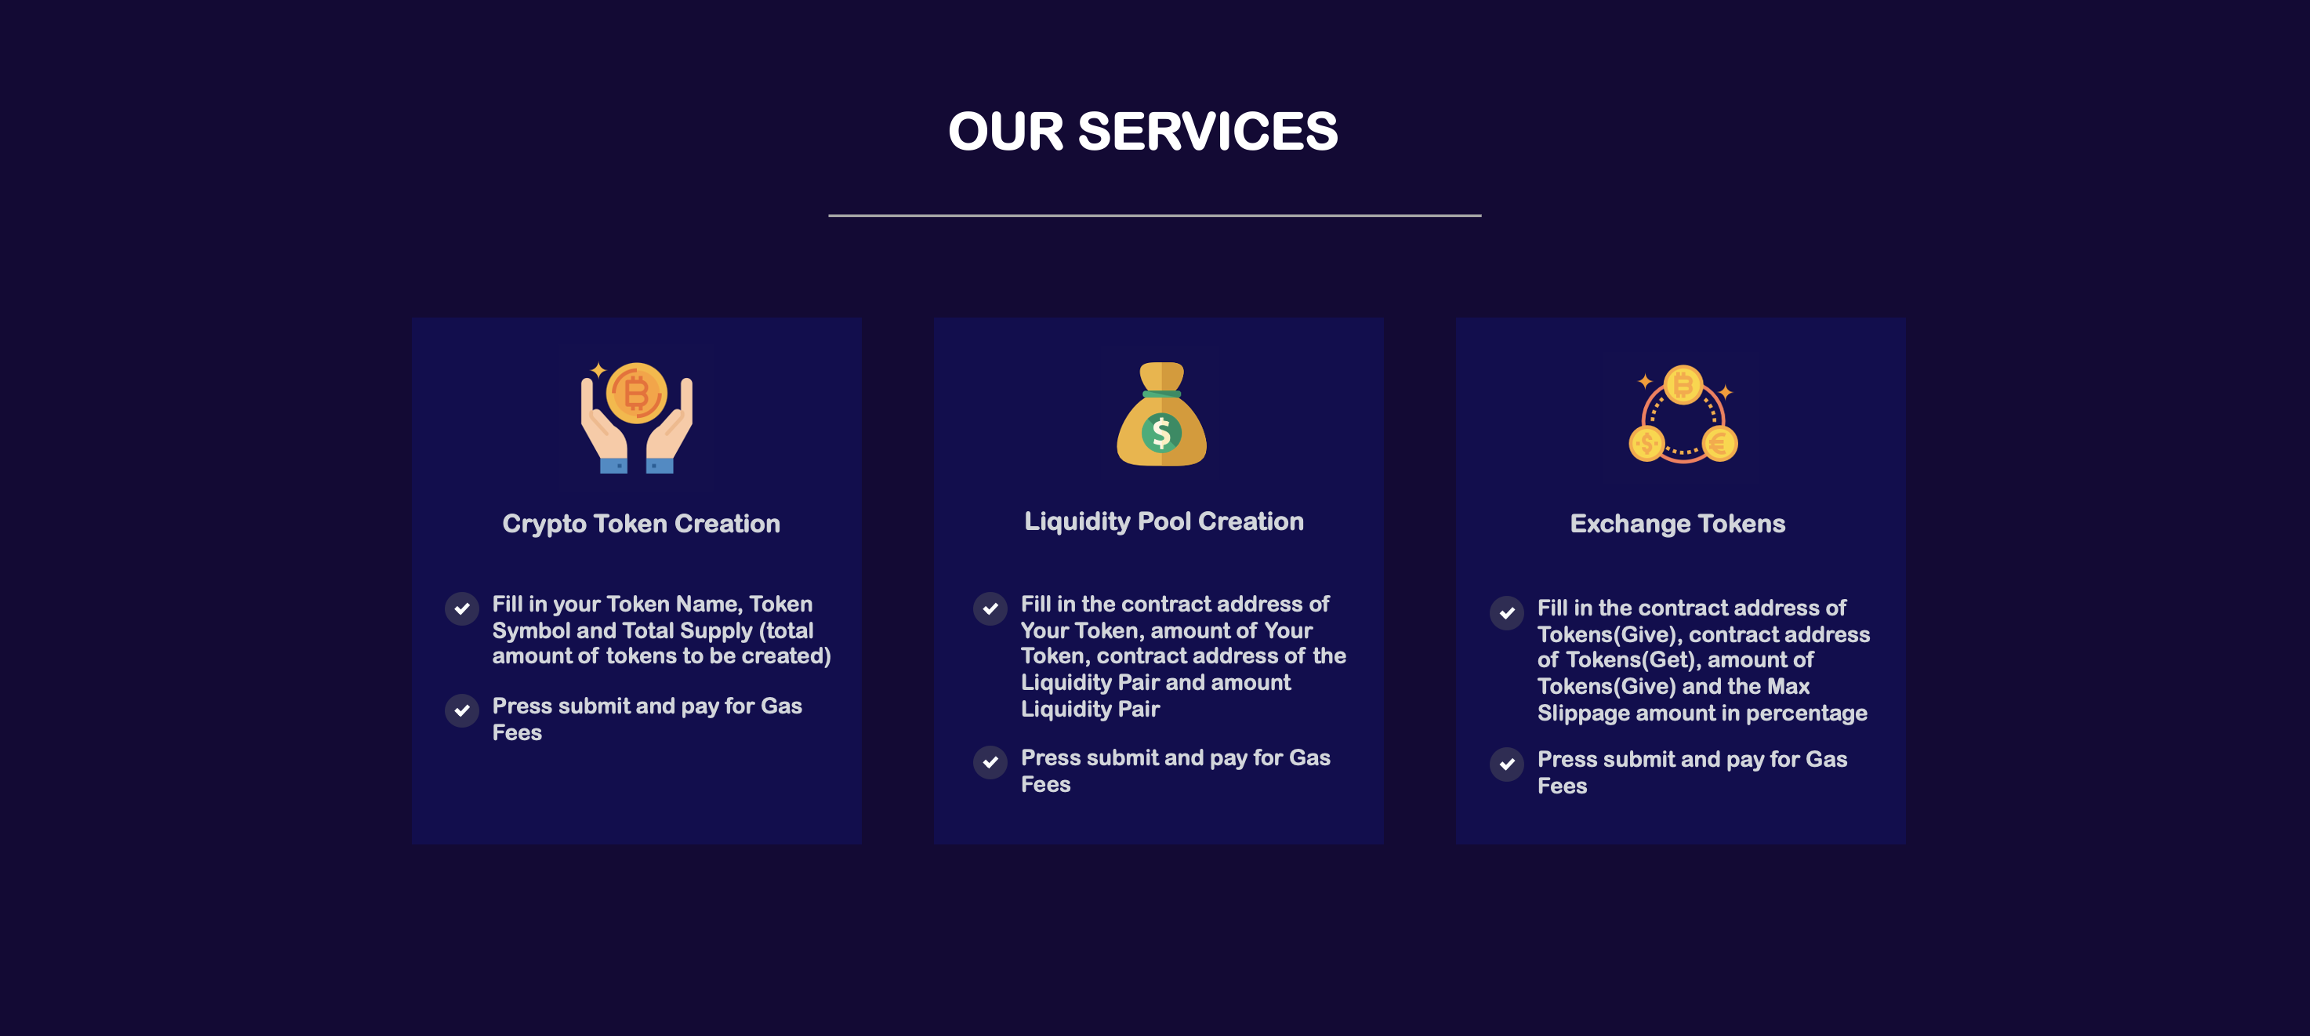 OUR SERVICES
Crypto Token Creation
Fill in your Token Name, Token
Symbol and Total Supply (total
amount of tokens to be created)
Press submit and pay for Gas
Fees
Liquidity Pool Creation
Fill in the contract address of
Your Token, amount of Your
Token, contract address of the
Liquidity Pair and amount
Liquidity Pair
Press submit and pay for Gas
Fees
Exchange Tokens
Fill in the contract address of
Tokens(Give), contract address
of Tokens(Get), amount of
Tokens(Give) and the Max
Slippage amount in percentage
Press submit and pay for Gas
Fees